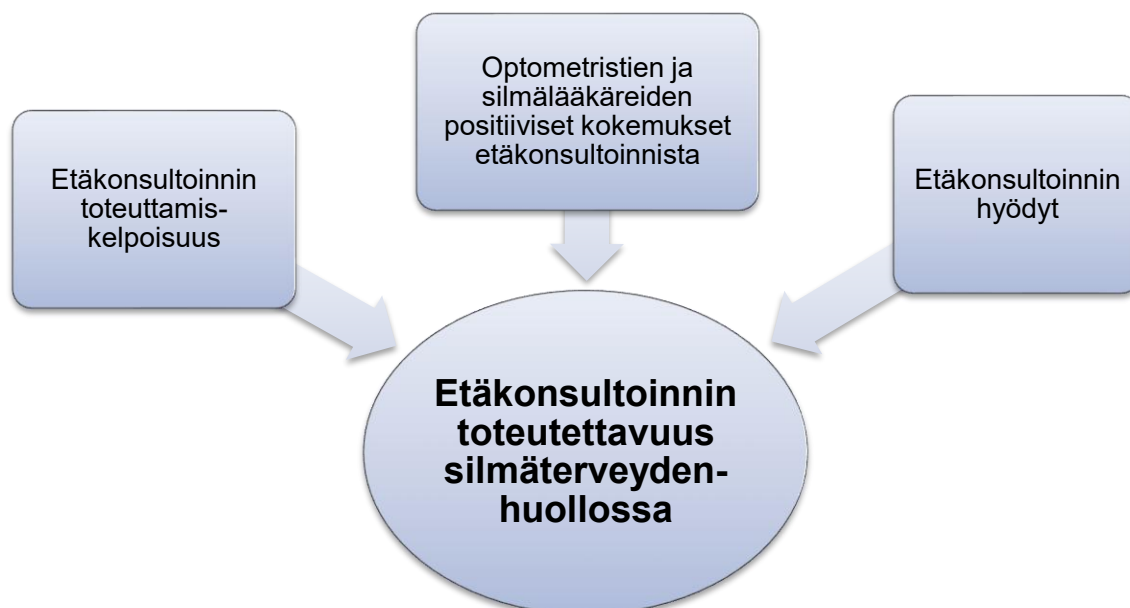 Etäkonsultoinnin
toteuttamis-
kelpoisuus
Optometristien ja
silmälääkäreiden
positiiviset kokemukset
etäkonsultoinnista
Etäkonsultoinnin
hyödyt
Etäkonsultoinnin
toteutettavuus
silmäterveyden-
huollossa